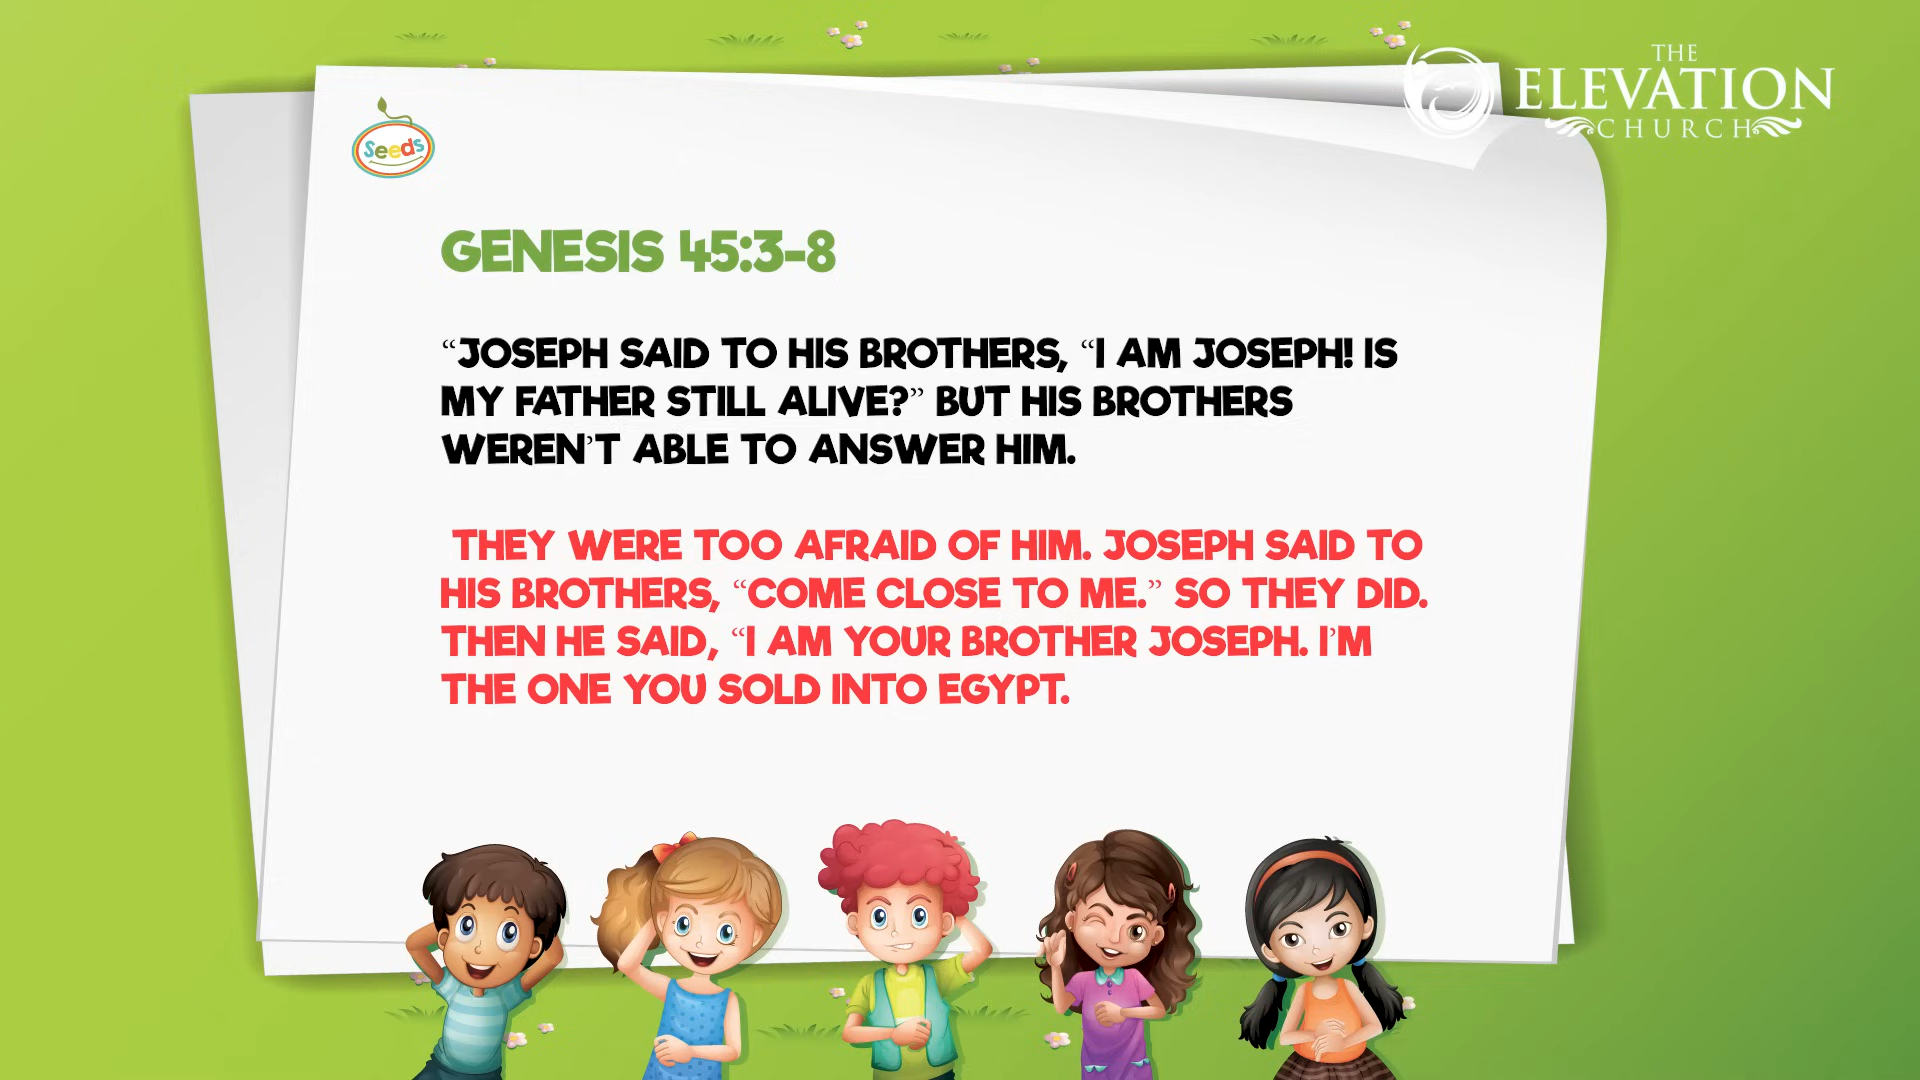 THE
ELEVATION
CHURCH
Seeds
GENESIS 45:3-8
“JOSEPH SAID TO HIS BROTHERS, “I AM JOSEPH! IS
MY FATHER STILL ALIVE?” BUT HIS BROTHERS
WEREN’T ABLE TO ANSWER HIM.
THEY WERE TOO AFRAID OF HIM. JOSEPH SAID TO
HIS BROTHERS, “COME CLOSE TO ME.” SO THEY DID.
THEN HE SAID, “I AM YOUR BROTHER JOSEPH. I’M
THE ONE YOU SOLD INTO EGYPT.